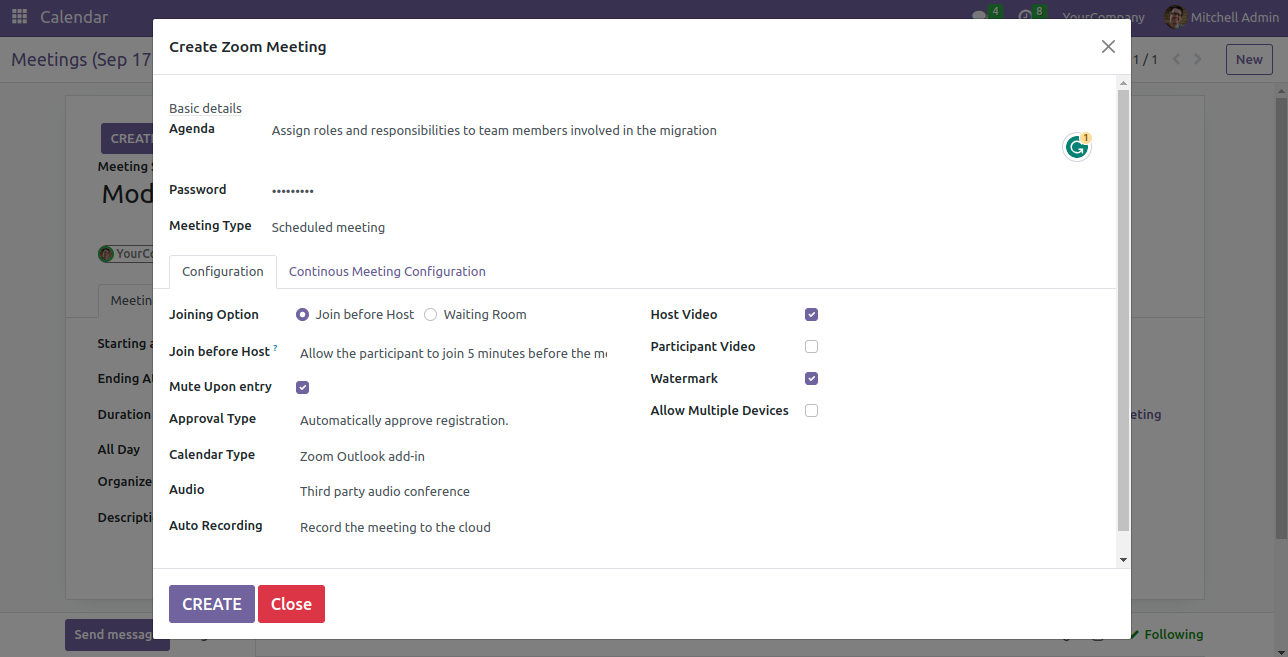 Calendar 4 8 YourCompany Mitchell Admin
Meetings (Sep 17 1 / 1 New
Create Zoom Meeting
Basic details
Agenda Assign roles and responsibilities to team members involved in the migration
1
CREAT
Meeting
Mod
Password •••••••••
Meeting Type Scheduled meeting
YourCo
Configuration Continous Meeting Configuration
Meetin
Joining Option Join before Host Waiting Room Host Video
Starting
Join before Host ? Allow the participant to join 5 minutes before the me Participant Video
Ending
Mute Upon entry Watermark
Duration
Approval Type Automatically approve registration. Allow Multiple Devices
eting
All Day
Calendar Type Zoom Outlook add-in
Organize
Audio Third party audio conference
Descripti
Auto Recording Record the meeting to the cloud
CREATE Close
Send messag Following